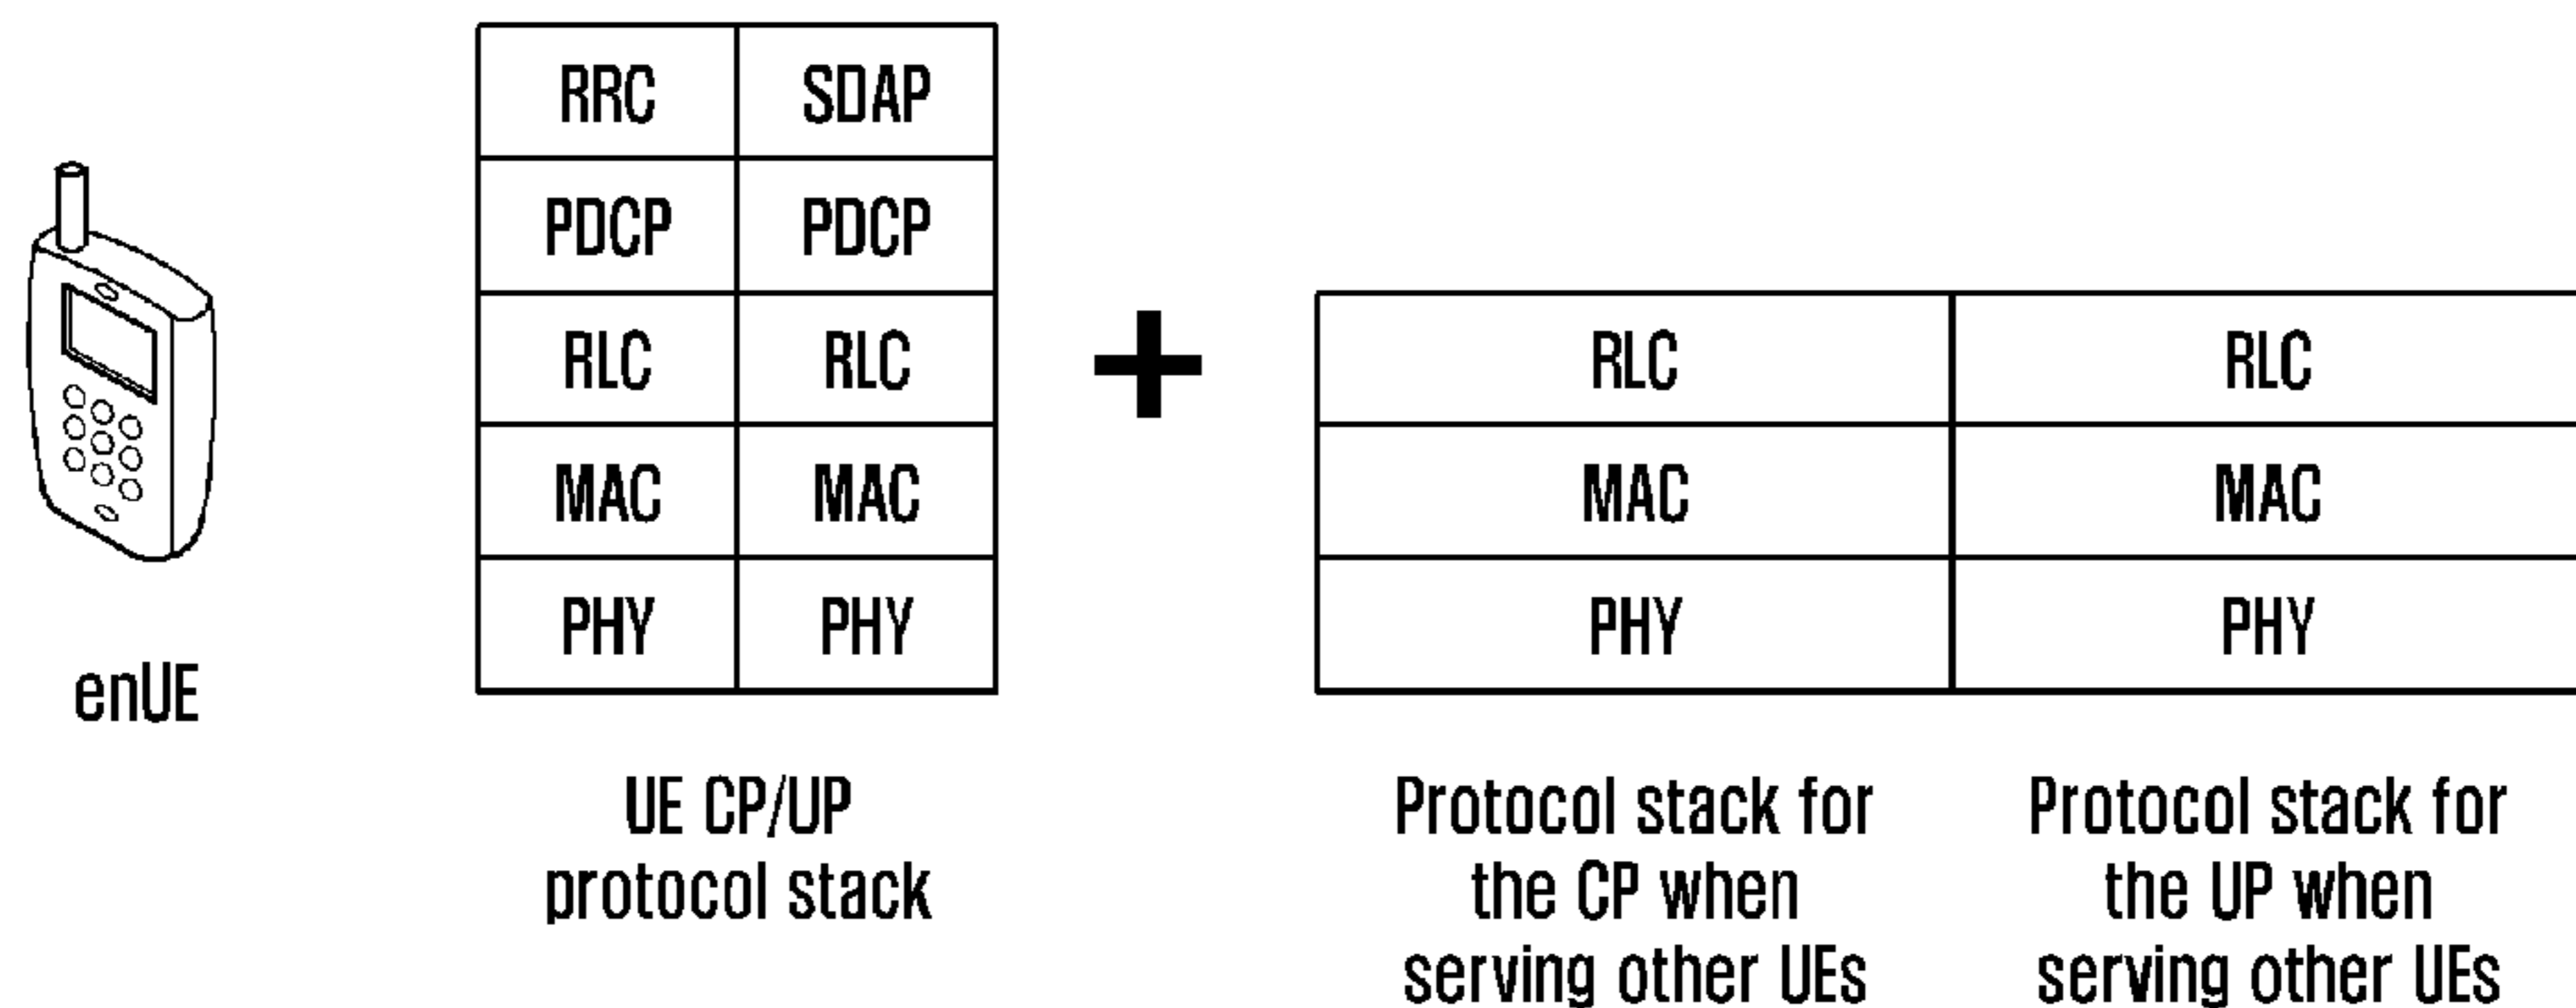 RRC SDAP
PDCP PDCP
RLC RLC
MAC MAC
PHY PHY
enUE
UE CP/UP
protocol stack
+
RLC RLC
MAC MAC
PHY PHY
Protocol stack for
the CP when
serving other UEs
Protocol stack for
the UP when
serving other UEs